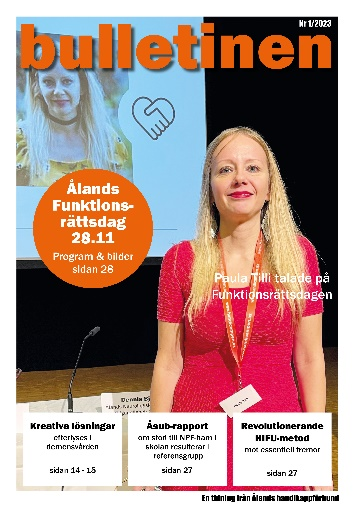 Nr 1/2023
bulletinen
Ålands
Funktions-
rättsdag
28.11
Program & bilder
sidan 28
Paula Tilli talade på
Funktionsrättsdagen
Kreativa lösningar
efterlyses i
demensvården
sidan 14 - 15
Åsub-rapport
om stöd till NPF-barn i
skolan resulterar i
referensgrupp
sidan 27
Revolutionerande
HIFU-metod
mot essentiell tremor
sidan 27
En tidning från Ålands handikappförbund